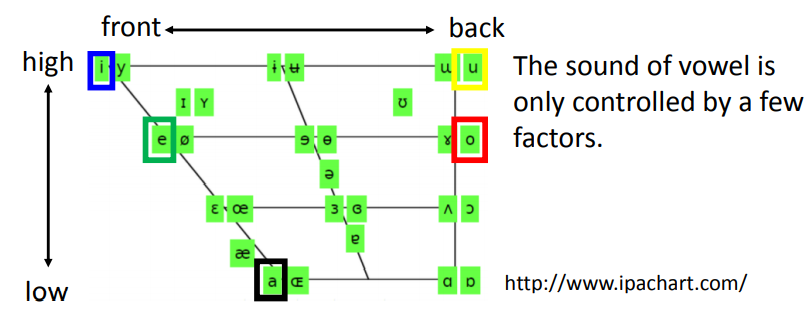 front back
high i y ɨ ʉ ɯ u
The sound of vowel is
only controlled by a few
factors.
ɪ ʏ ʊ
e ø ɘ ɵ ɤ o
ə
ɛ œ ɜ ɞ ʌ ɔ
æ ɐ
low a ɶ ɑ ɒ
http://www.ipachart.com/